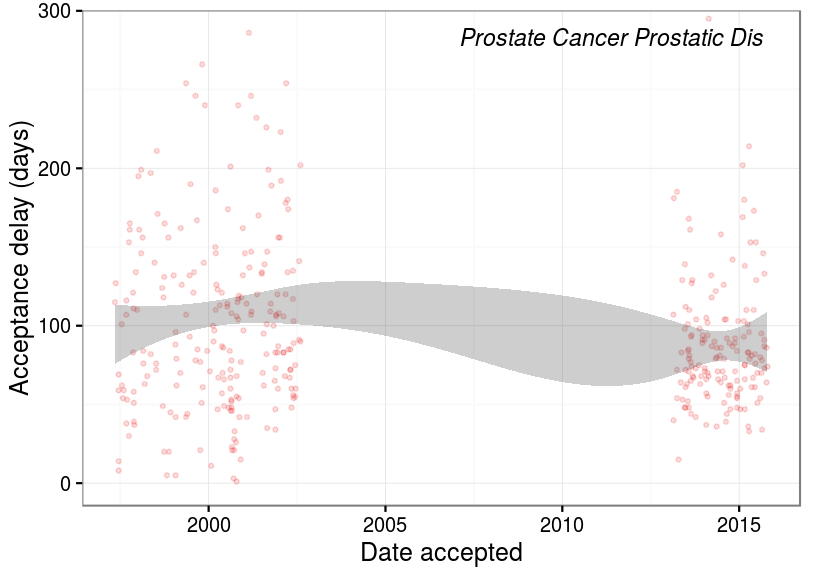 Prostate Cancer Prostatic Dis
300
200
100
0
Acceptance delay (days)
2000 2005 2010 2015
Date accepted